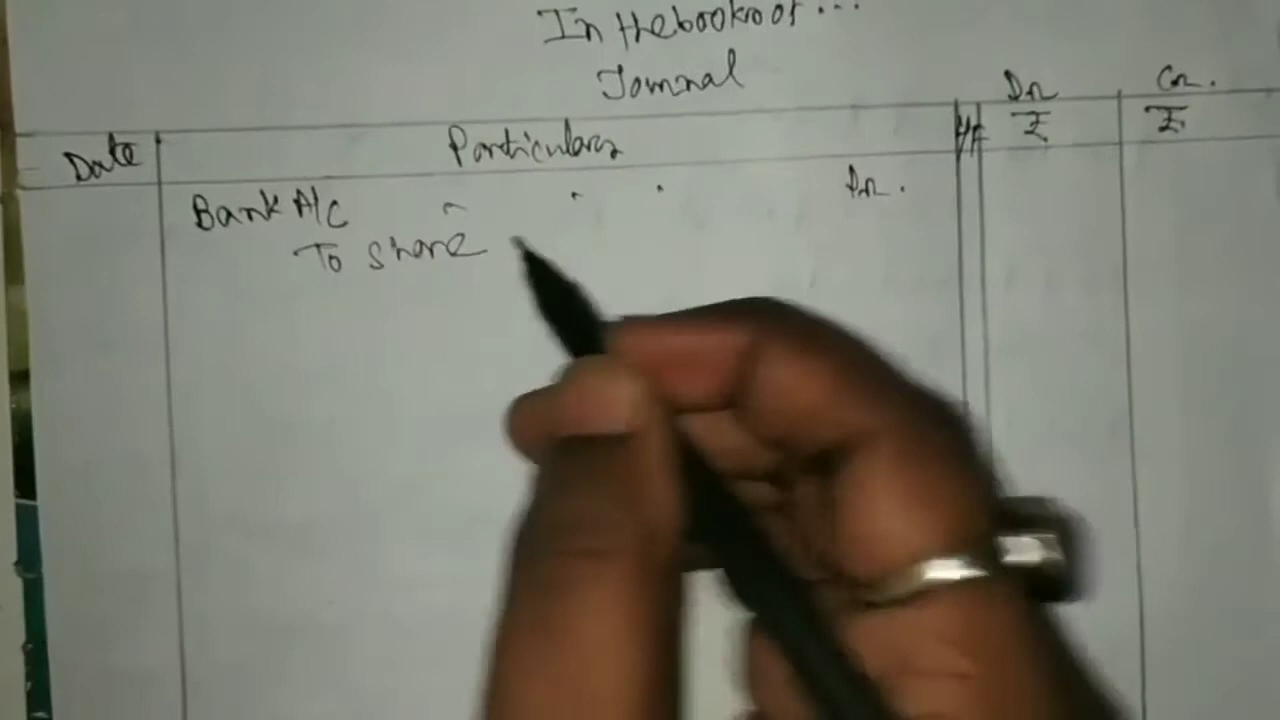 In the books of ...
Journal
Date Particulars L/F Dr ₹ Cr. ₹
Bank A/c - - . Dr.
To share